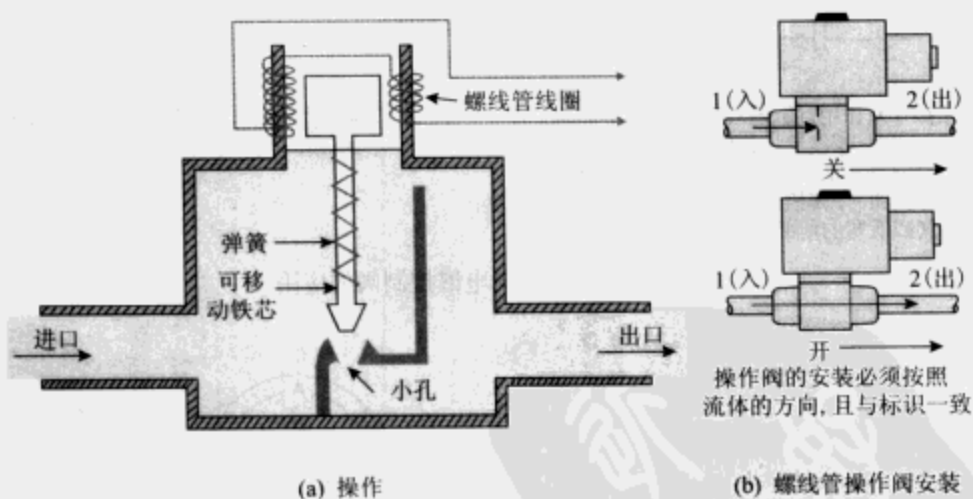 螺线管线圈
弹簧
可移
动铁芯
进口
出口
小孔
(a) 操作
1(入)
2(出)
关
1(入)
2(出)
开
操作阀的安装必须按照
流体的方向,且与标识一致
(b) 螺线管操作阀安装